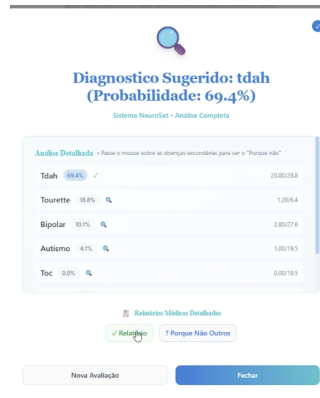 Diagnostico Sugerido: tdah
(Probabilidade: 69.4%)
Sistema NeuroSet • Análise Completa
Análise Detalhada • Passe o mouse sobre as doenças secundárias para ver o "Porque não"
Tdah 69.4% ✓ 20.00/28.8
Tourette 18.8% 1.20/6.4
Bipolar 10.1% 2.80/27.6
Autismo 4.1% 1.00/19.5
Toc 0.0% 0.00/19.5
Relatórios Médicos Detalhados
✓ Relatório ? Porque Não Outros
Nova Avaliação Fechar